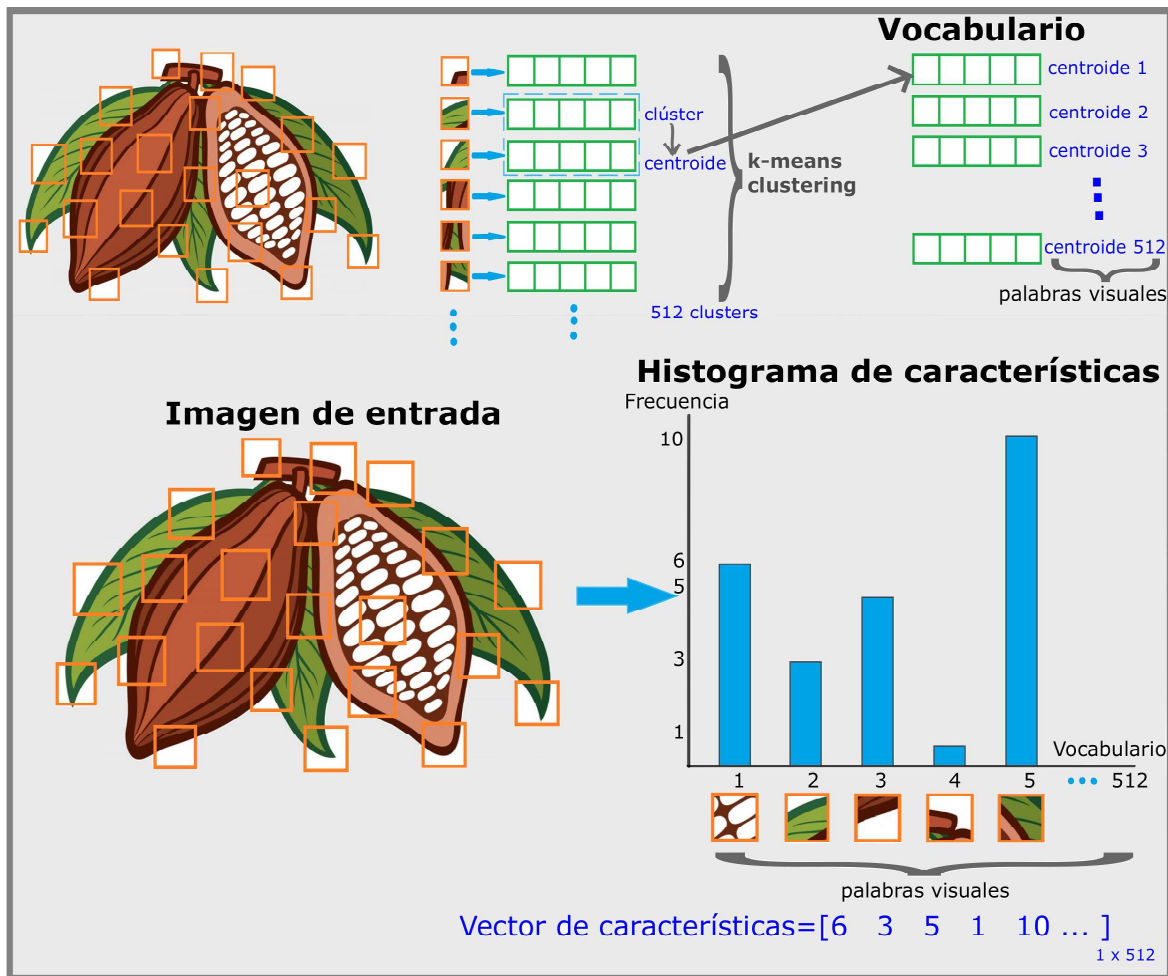 Vocabulario
centroide 1
clúster
centroide 2
centroide
k-means
clustering
centroide 3
centroide 512
palabras visuales
512 clusters
Histograma de características
Imagen de entrada
Frecuencia
10
6
5
3
1
Vocabulario
1 2 3 4 5 ... 512
palabras visuales
Vector de características=[6 3 5 1 10 ... ]
1 x 512